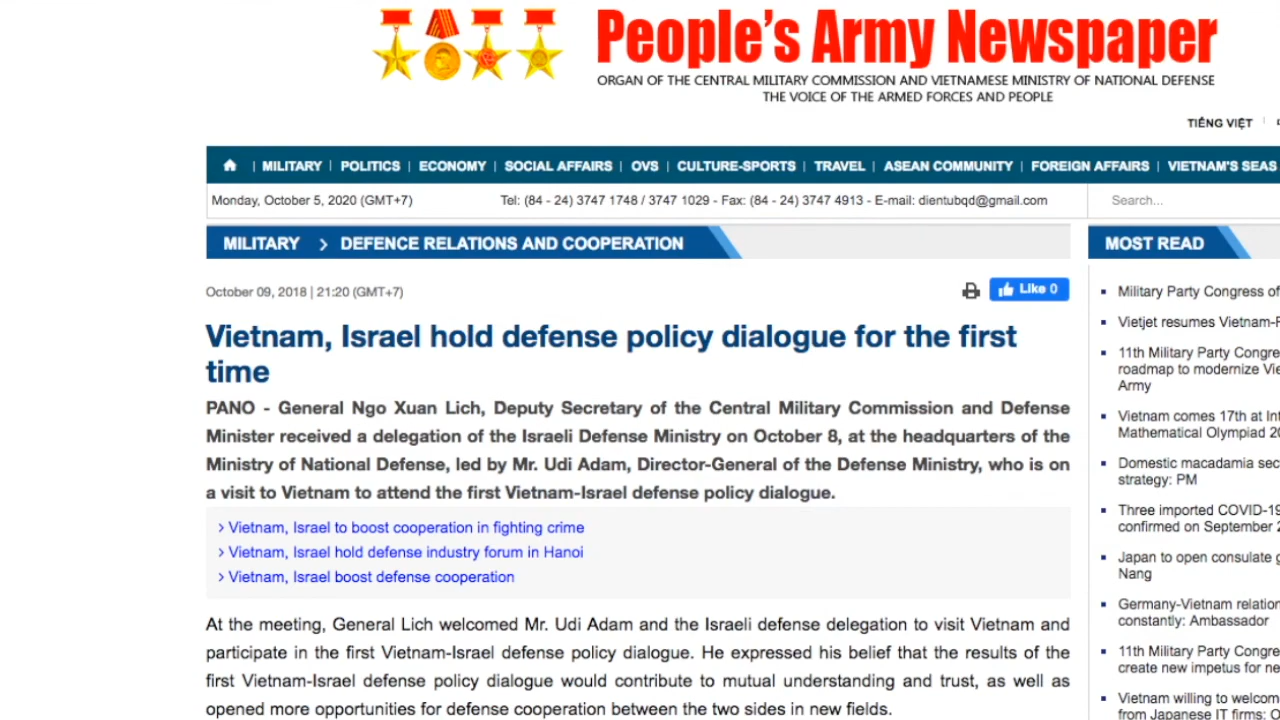 People's Army Newspaper
ORGAN OF THE CENTRAL MILITARY COMMISSION AND VIETNAMESE MINISTRY OF NATIONAL DEFENSE
THE VOICE OF THE ARMED FORCES AND PEOPLE
TIẾNG VIỆT
MILITARY | POLITICS | ECONOMY | SOCIAL AFFAIRS | OVS | CULTURE-SPORTS | TRAVEL | ASEAN COMMUNITY | FOREIGN AFFAIRS | VIETNAM'S SEAS
Monday, October 5, 2020 (GMT+7)
Tel: (84 - 24) 3747 1748 / 3747 1029 - Fax: (84 - 24) 3747 4913 - E-mail: dientubqd@gmail.com
Search...
MILITARY > DEFENCE RELATIONS AND COOPERATION
October 09, 2018 | 21:20 (GMT+7)
Like 0
Vietnam, Israel hold defense policy dialogue for the first
time
PANO - General Ngo Xuan Lich, Deputy Secretary of the Central Military Commission and Defense
Minister received a delegation of the Israeli Defense Ministry on October 8, at the headquarters of the
Ministry of National Defense, led by Mr. Udi Adam, Director-General of the Defense Ministry, who is on
a visit to Vietnam to attend the first Vietnam-Israel defense policy dialogue.
> Vietnam, Israel to boost cooperation in fighting crime
> Vietnam, Israel hold defense industry forum in Hanoi
> Vietnam, Israel boost defense cooperation
At the meeting, General Lich welcomed Mr. Udi Adam and the Israeli defense delegation to visit Vietnam and
participate in the first Vietnam-Israel defense policy dialogue. He expressed his belief that the results of the
first Vietnam-Israel defense policy dialogue would contribute to mutual understanding and trust, as well as
opened more opportunities for defense cooperation between the two sides in new fields.
MOST READ
Military Party Congress of
Vietjet resumes
11th Military Party
roadmap to modernize
Army
Vietnam comes 17th at
Mathematical Olympiad
Domestic macadamia
strategy: PM
Three imported
confirmed on September
Japan to open consulate
Nang
Germany-Vietnam
constantly: Ambassador
11th Military Party
create new impetus for
Vietnam willing to
from Japanese IT firms: